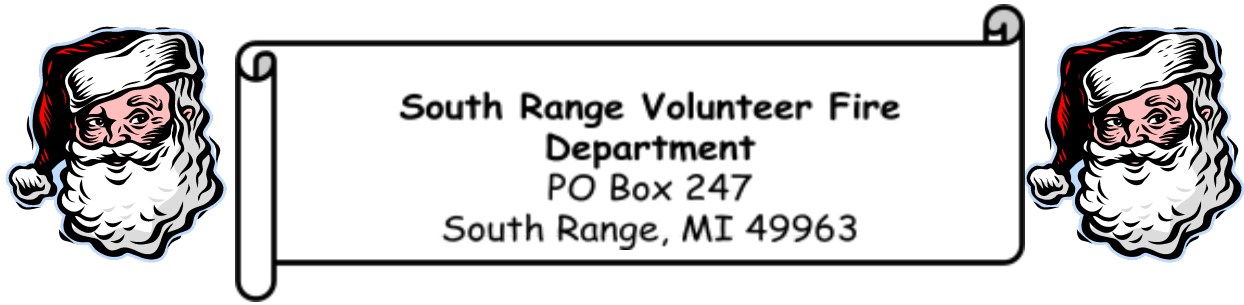 South Range Volunteer Fire
Department
PO Box 247
South Range, MI 49963